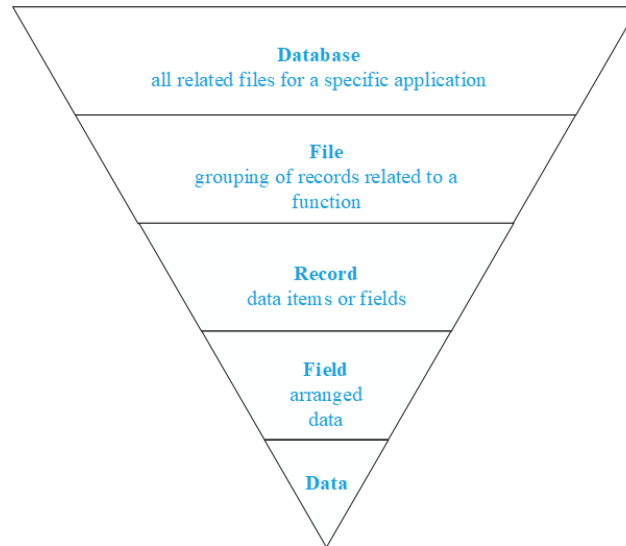 Database
all related files for a specific application
File
grouping of records related to a
function
Record
data items or fields
Field
arranged
data
Data